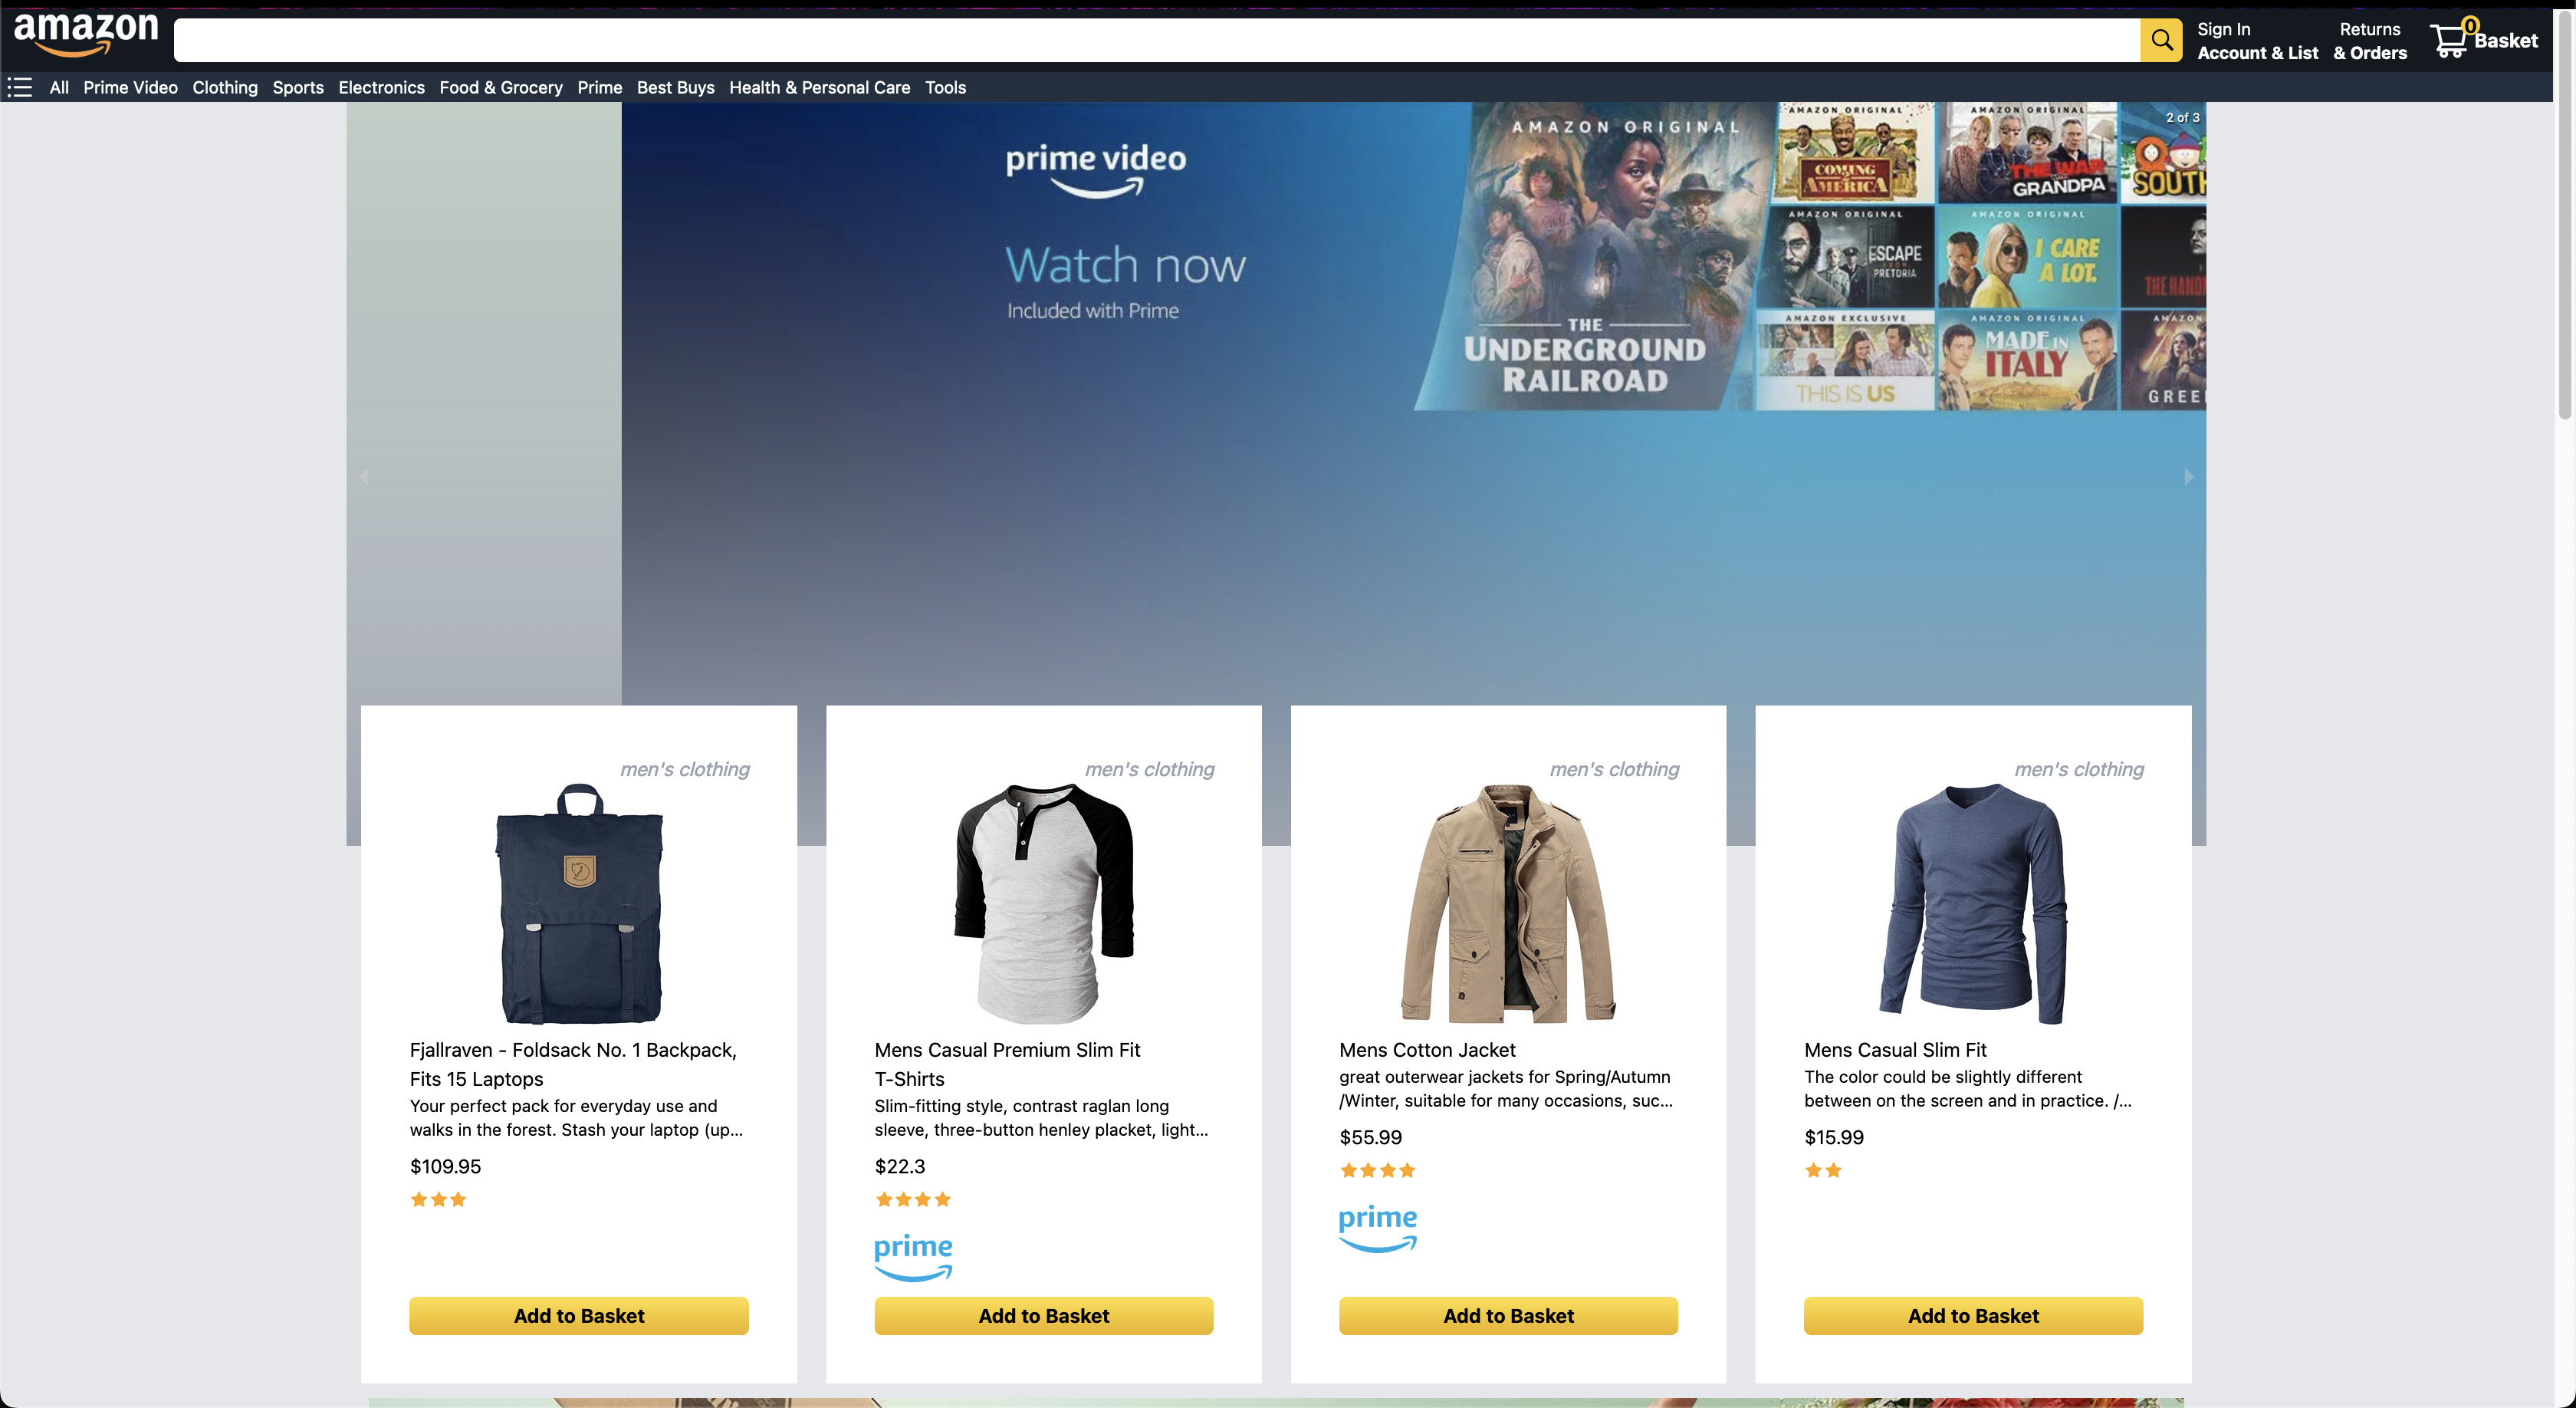 amazon
Sign In
Account & List
Returns
& Orders
0
Basket
All Prime Video Clothing Sports Electronics Food & Grocery Prime Best Buys Health & Personal Care Tools
2 of 3
prime video
Watch now
Included with Prime
AMAZON ORIGINAL
THE
UNDERGROUND
RAILROAD
AMAZON ORIGINAL
COMING
2
AMERICA
AMAZON ORIGINAL
THE WAR
GRANDPA
SOUTH
AMAZON ORIGINAL
ESCAPE
PRETORIA
AMAZON ORIGINAL
I CARE
A LOT.
THE HAND
AMAZON EXCLUSIVE
THIS IS US
AMAZON ORIGINAL
MADE IN
ITALY
AMAZON
GREE
men's clothing
Fjallraven - Foldsack No. 1 Backpack,
Fits 15 Laptops
Your perfect pack for everyday use and
walks in the forest. Stash your laptop (up...
$109.95
Add to Basket
men's clothing
Mens Casual Premium Slim Fit
T-Shirts
Slim-fitting style, contrast raglan long
sleeve, three-button henley placket, light...
$22.3
prime
Add to Basket
men's clothing
Mens Cotton Jacket
great outerwear jackets for Spring/Autumn
/Winter, suitable for many occasions, suc...
$55.99
prime
Add to Basket
men's clothing
Mens Casual Slim Fit
The color could be slightly different
between on the screen and in practice. /...
$15.99
Add to Basket